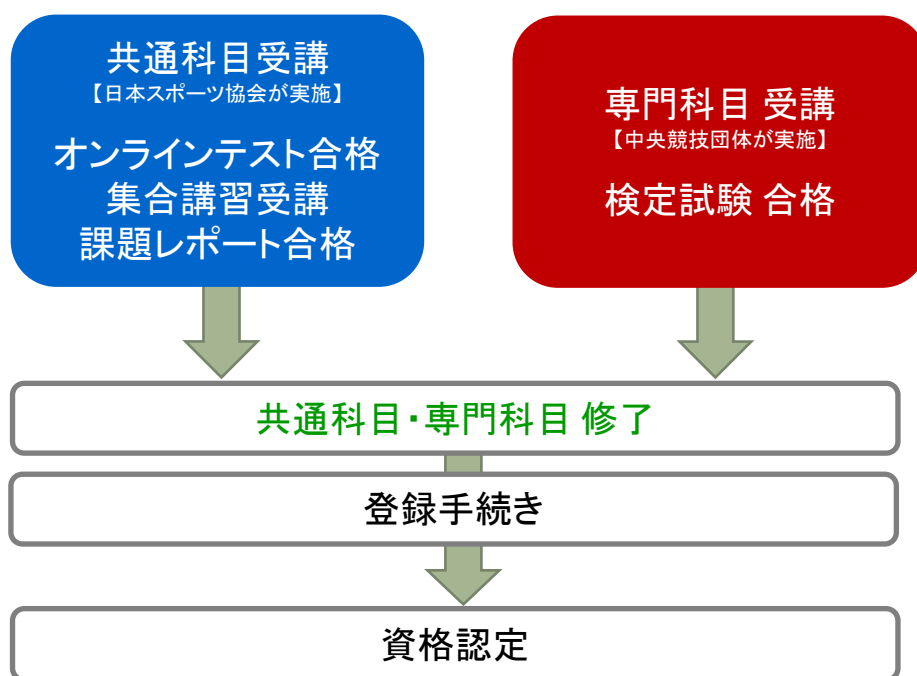 共通科目受講
【日本スポーツ協会が実施】
オンラインテスト合格
集合講習受講
課題レポート合格
専門科目 受講
【中央競技団体が実施】
検定試験 合格
共通科目・専門科目 修了
登録手続き
資格認定